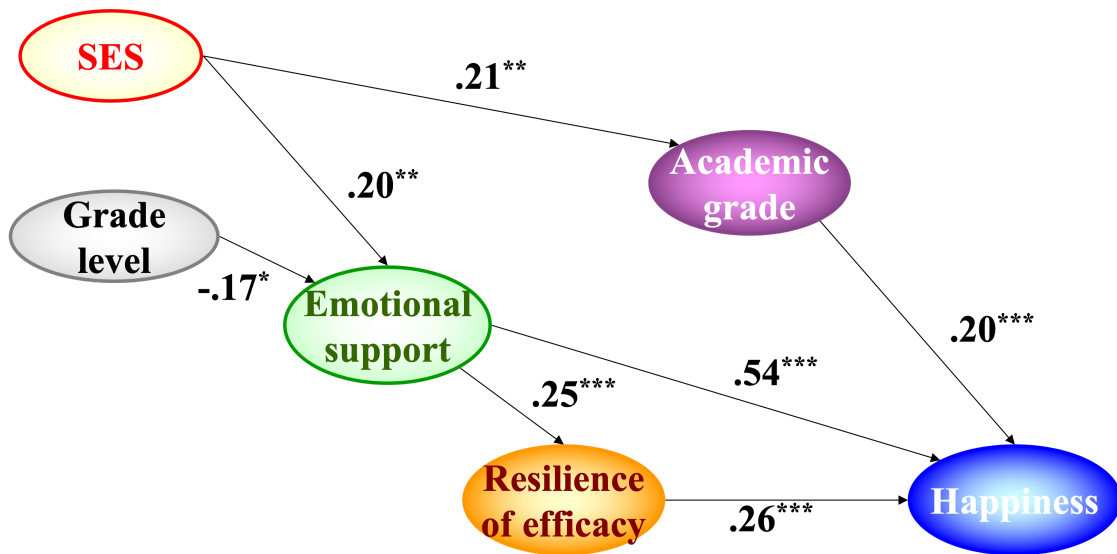 SES
.21**
Academic
grade
.20**
Grade
level
-.17*
Emotional
support
.20***
.54***
.25***
Resilience
of efficacy
.26***
Happiness